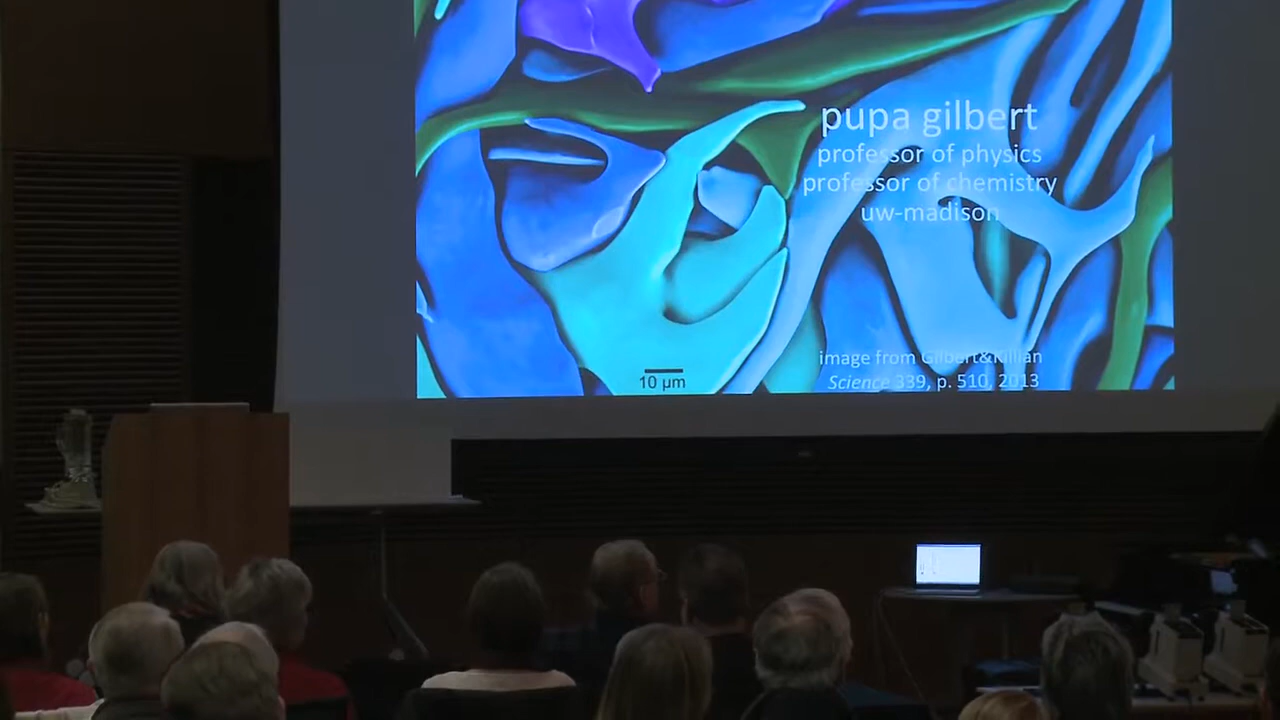 pupa gilbert
professor of physics
professor of chemistry
uw-madison
image from Gilbert&Killian
10 µm
Science 339, p. 510, 2013